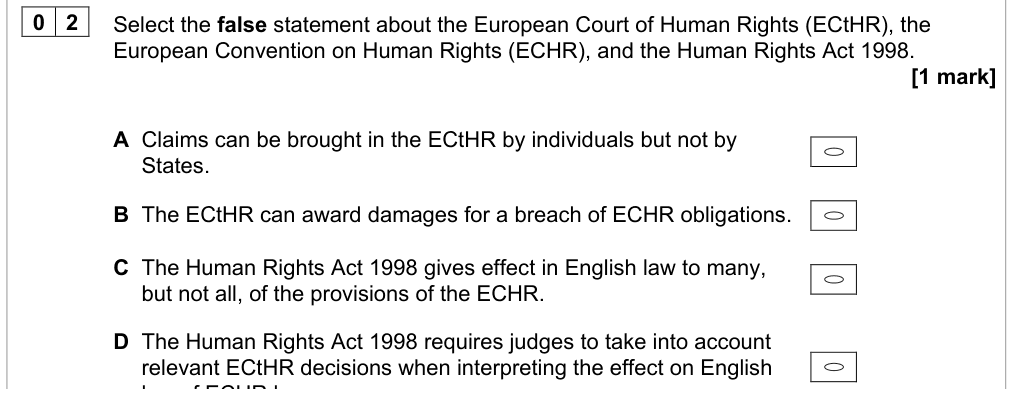 0 2 Select the false statement about the European Court of Human Rights (ECtHR), the
European Convention on Human Rights (ECHR), and the Human Rights Act 1998.
[1 mark]
A Claims can be brought in the ECtHR by individuals but not by
States.
B The ECtHR can award damages for a breach of ECHR obligations.
C The Human Rights Act 1998 gives effect in English law to many,
but not all, of the provisions of the ECHR.
D The Human Rights Act 1998 requires judges to take into account
relevant ECtHR decisions when interpreting the effect on English